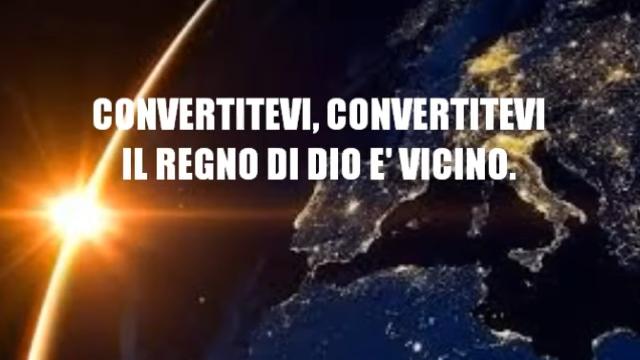 CONVERTITEVI, CONVERTITEVI
IL REGNO DI DIO E' VICINO.